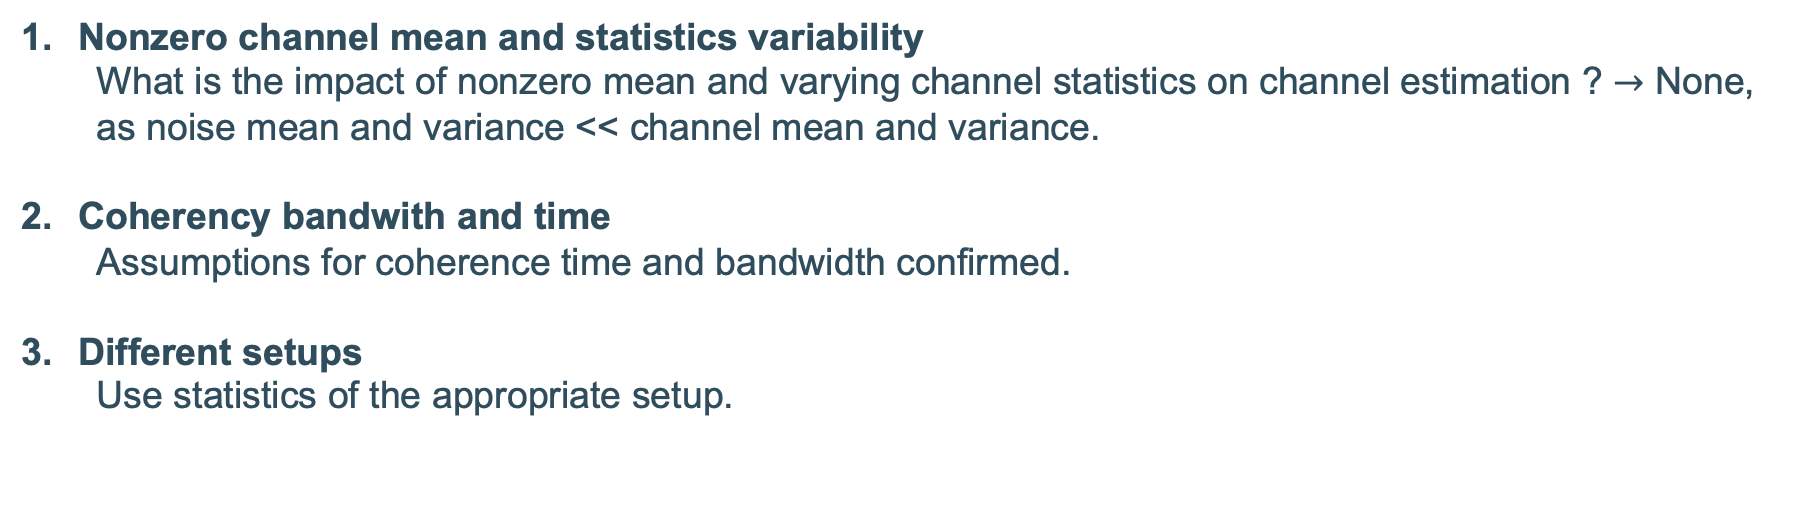 1. Nonzero channel mean and statistics variability
What is the impact of nonzero mean and varying channel statistics on channel estimation ? → None,
as noise mean and variance << channel mean and variance.
2. Coherency bandwith and time
Assumptions for coherence time and bandwidth confirmed.
3. Different setups
Use statistics of the appropriate setup.